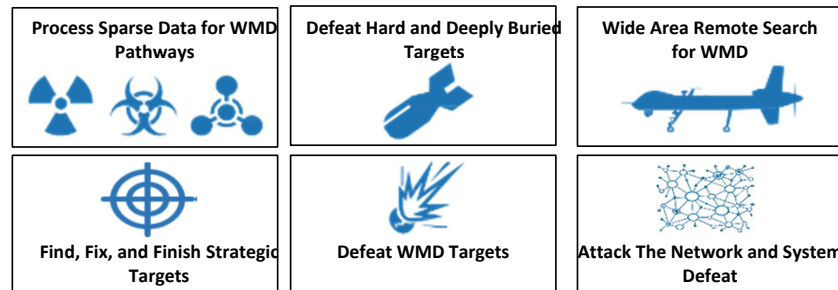 Process Sparse Data for WMD
Pathways
Defeat Hard and Deeply Buried
Targets
Wide Area Remote Search
for WMD
Find, Fix, and Finish Strategic
Targets
Defeat WMD Targets
Attack The Network and System
Defeat